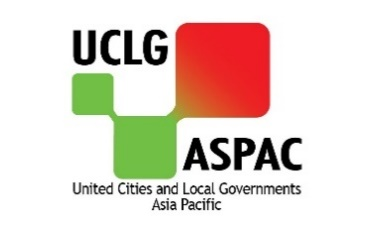 UCLG
ASPAC
United Cities and Local Governments
Asia Pacific